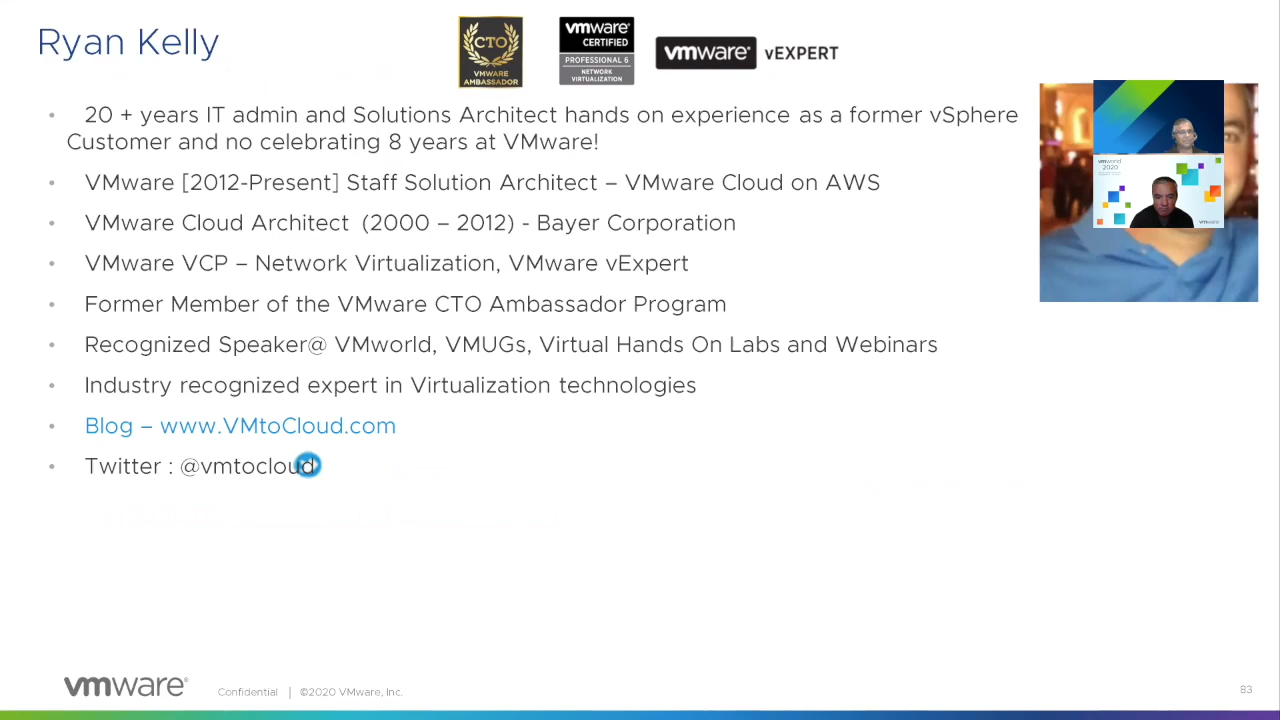 Ryan Kelly
CTO
VMWARE
AMBASSADOR
vmware®
CERTIFIED
PROFESSIONAL 6
NETWORK
VIRTUALIZATION
vmware® vEXPERT
• 20 + years IT admin and Solutions Architect hands on experience as a former vSphere
Customer and no celebrating 8 years at VMware!
• VMware [2012-Present] Staff Solution Architect – VMware Cloud on AWS
• VMware Cloud Architect (2000 – 2012) - Bayer Corporation
• VMware VCP – Network Virtualization, VMware vExpert
• Former Member of the VMware CTO Ambassador Program
• Recognized Speaker@ VMworld, VMUGs, Virtual Hands On Labs and Webinars
• Industry recognized expert in Virtualization technologies
• Blog – www.VMtoCloud.com
• Twitter : @vmtocloud
vmworld
2020
vmware
vmware®
Confidential | ©2020 VMware, Inc.
83